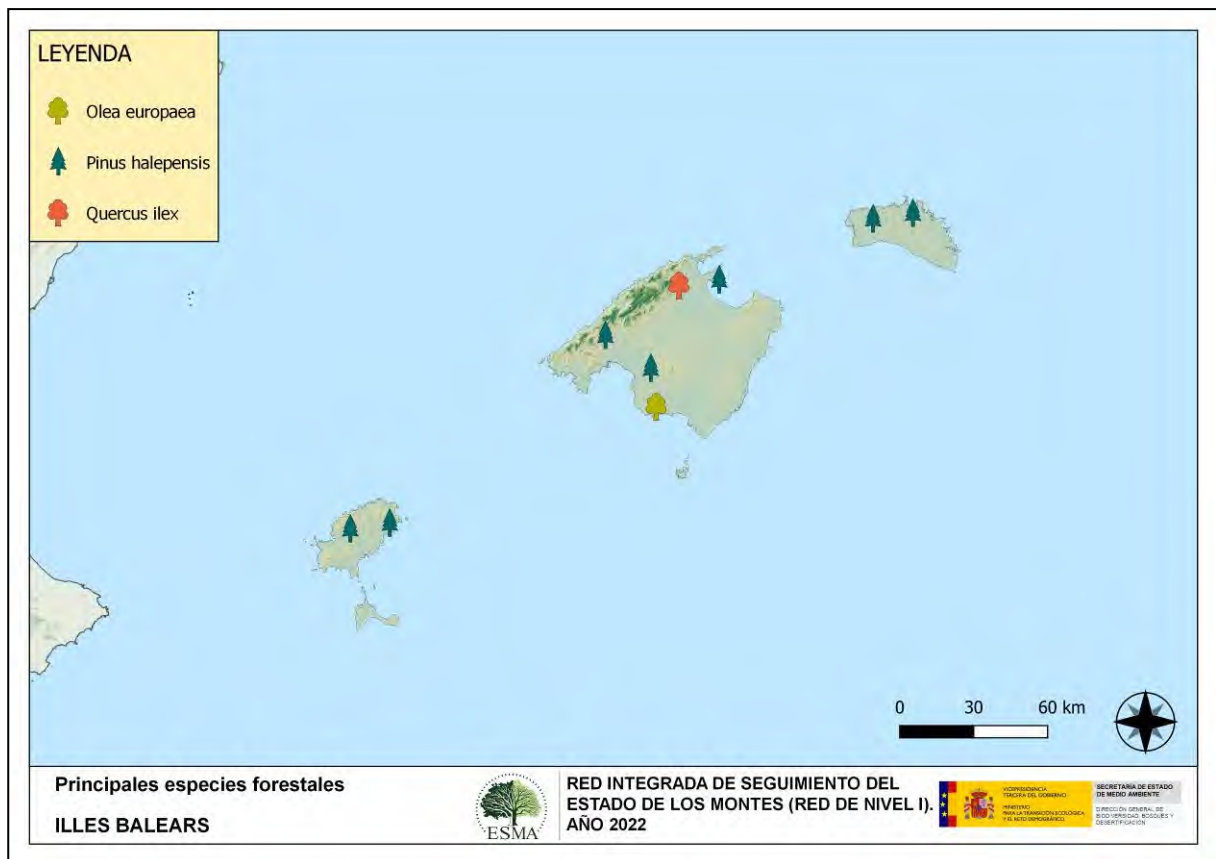 LEYENDA
Olea europaea
Pinus halepensis
Quercus ilex
0 30 60 km
Principales especies forestales
ILLES BALEARS
ESMA
RED INTEGRADA DE SEGUIMIENTO DEL
ESTADO DE LOS MONTES (RED DE NIVEL I).
AÑO 2022
VICEPRESIDENCIA
TERCERA DEL GOBIERNO
MINISTERIO
PARA LA TRANSICIÓN ECOLÓGICA
Y EL RETO DEMOGRÁFICO
SECRETARÍA DE ESTADO
DE MEDIO AMBIENTE
DIRECCIÓN GENERAL DE
BIODIVERSIDAD, BOSQUES Y
DESERTIFICACIÓN